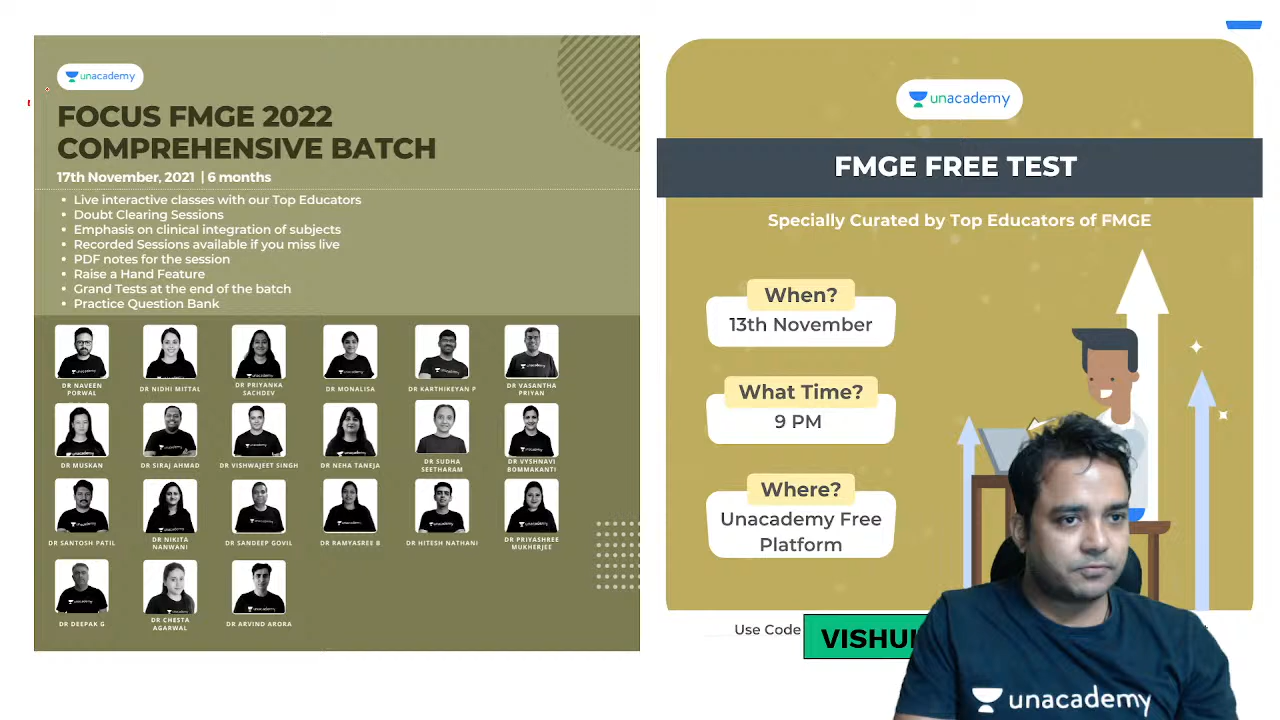 unacademy
FOCUS FMGE 2022
COMPREHENSIVE BATCH
17th November, 2021 | 6 months
• Live interactive classes with our Top Educators
• Doubt Clearing Sessions
• Emphasis on clinical integration of subjects
• Recorded Sessions available if you miss live
• PDF notes for the session
• Raise a Hand Feature
• Grand Tests at the end of the batch
• Practice Question Bank
DR NAVEEN
PORWAL
DR NIDHI MITTAL
DR PRIYANKA
SACHDEV
DR MONALISA
DR KARTHIKEYAN P
DR VASANTHA
PRIYAN
DR MUSKAN
DR SIRAJ AHMAD
DR VISHWAJEET SINGH
DR NEHA TANEJA
DR SUDHA
SEETHARAM
DR VYSHNAVI
BOMMAKANTI
DR SANTOSH PATIL
DR NIKITA
NANWANI
DR SANDEEP GOVIL
DR RAMYASREE B
DR HITESH NATHANI
DR PRIYASHREE
MUKHERJEE
DR DEEPAK G
DR CHESTA
AGARWAL
DR ARVIND ARORA
unacademy
FMGE FREE TEST
Specially Curated by Top Educators of FMGE
When?
13th November
What Time?
9 PM
Where?
Unacademy Free
Platform
Use Code
unacademy